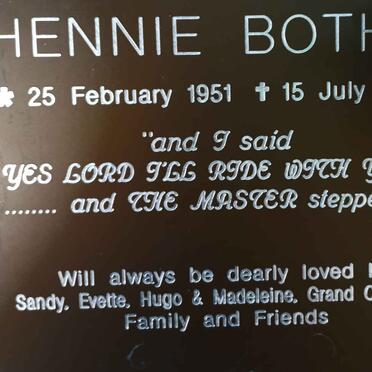 HENNIE BOTH
* 25 February 1951 ✝ 15 July
"and I said
YES LORD I'LL RIDE WITH Y
........ and THE MASTER steppe
Will always be dearly loved
Sandy, Evette, Hugo & Madeleine, Grand C
Family and Friends